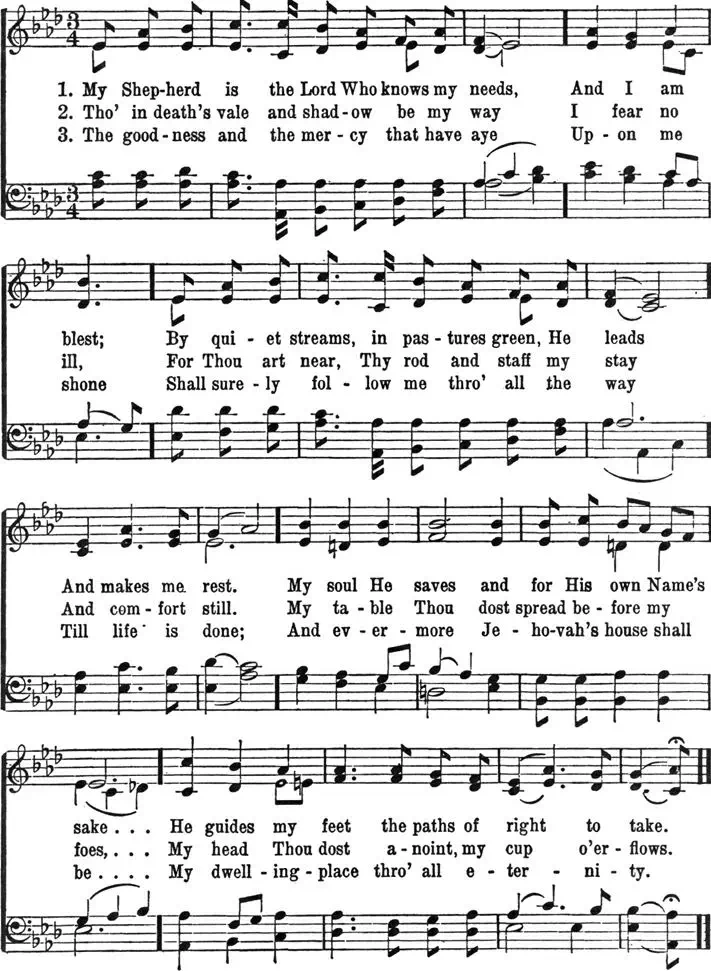 1. My Shep-herd is the Lord Who knows my needs, And I am
2. Tho' in death's vale and shad-ow be my way I fear no
3. The good-ness and the mer-cy that have aye Up-on me
blest; By qui-et streams, in pas-tures green, He leads
ill, For Thou art near, Thy rod and staff my stay
shone Shall sure-ly fol-low me thro' all the way
And makes me rest. My soul He saves and for His own Name's
And com-fort still. My ta-ble Thou dost spread be-fore my
Till life is done; And ev-er-more Je-ho-vah's house shall
sake... He guides my feet the paths of right to take.
foes,.... My head Thou dost a-noint, my cup o'er-flows.
be.... My dwell-ing-place thro' all e-ter-ni-ty.